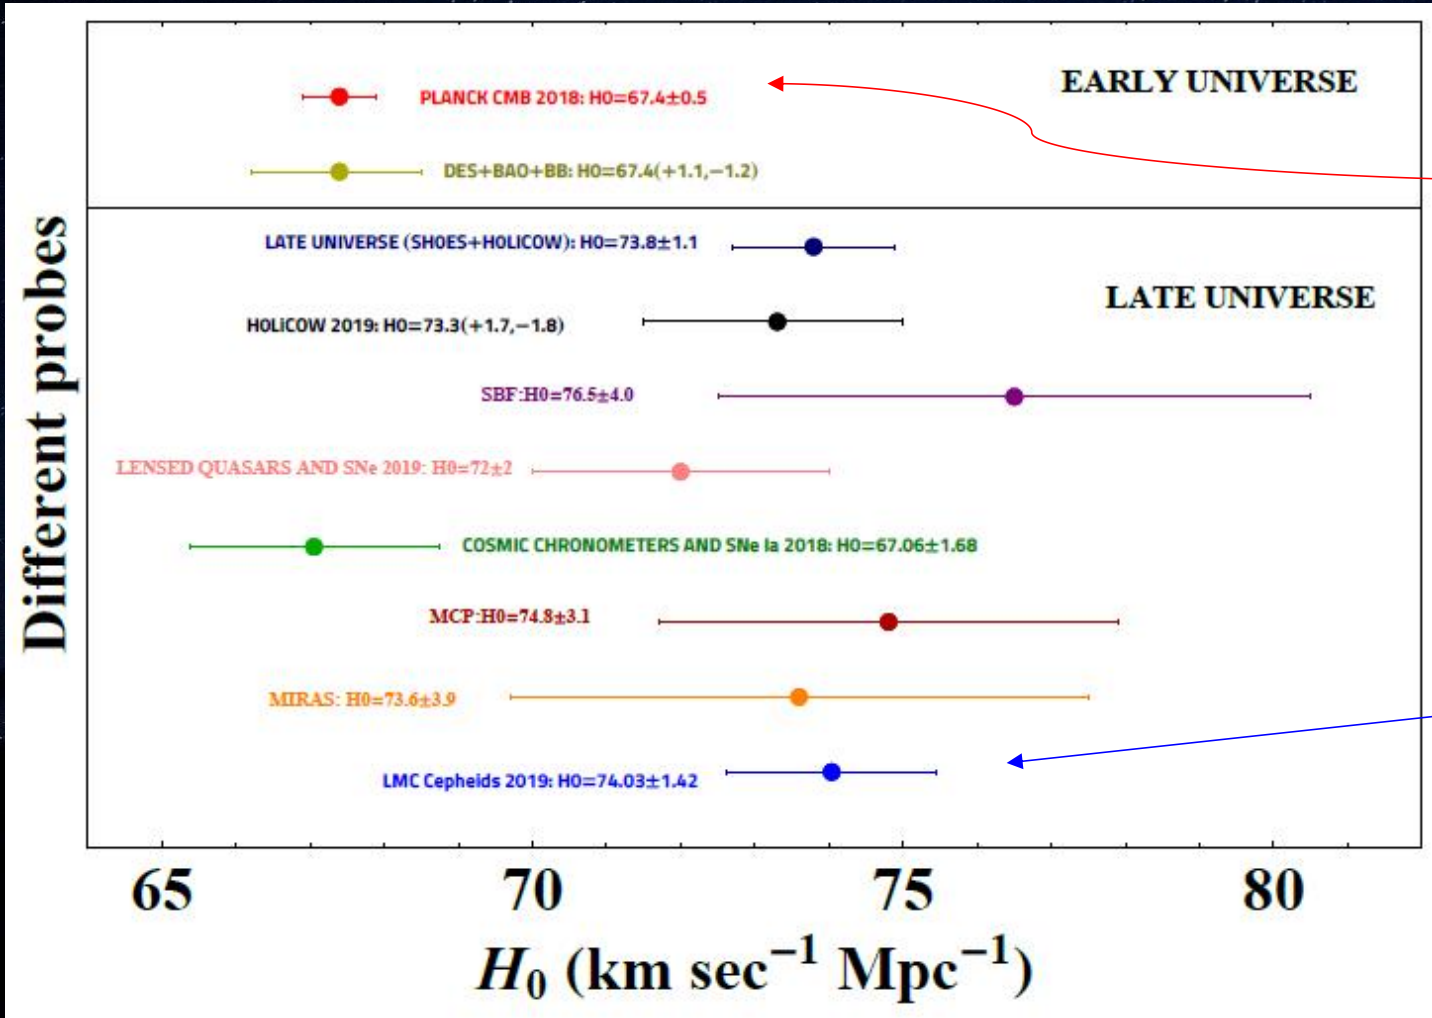 EARLY UNIVERSE
PLANCK CMB 2018: H0=67.4±0.5
DES+BAO+BB: H0=67.4(+1.1,−1.2)
LATE UNIVERSE (SH0ES+H0LICOW): H0=73.8±1.1
LATE UNIVERSE
H0LiCOW 2019: H0=73.3(+1.7,−1.8)
SBF:H0=76.5±4.0
LENSED QUASARS AND SNe 2019: H0=72±2
COSMIC CHRONOMETERS AND SNe Ia 2018: H0=67.06±1.68
MCP:H0=74.8±3.1
MIRAS: H0=73.6±3.9
LMC Cepheids 2019: H0=74.03±1.42
Different probes
65 70 75 80
H₀ (km sec⁻¹ Mpc⁻¹)